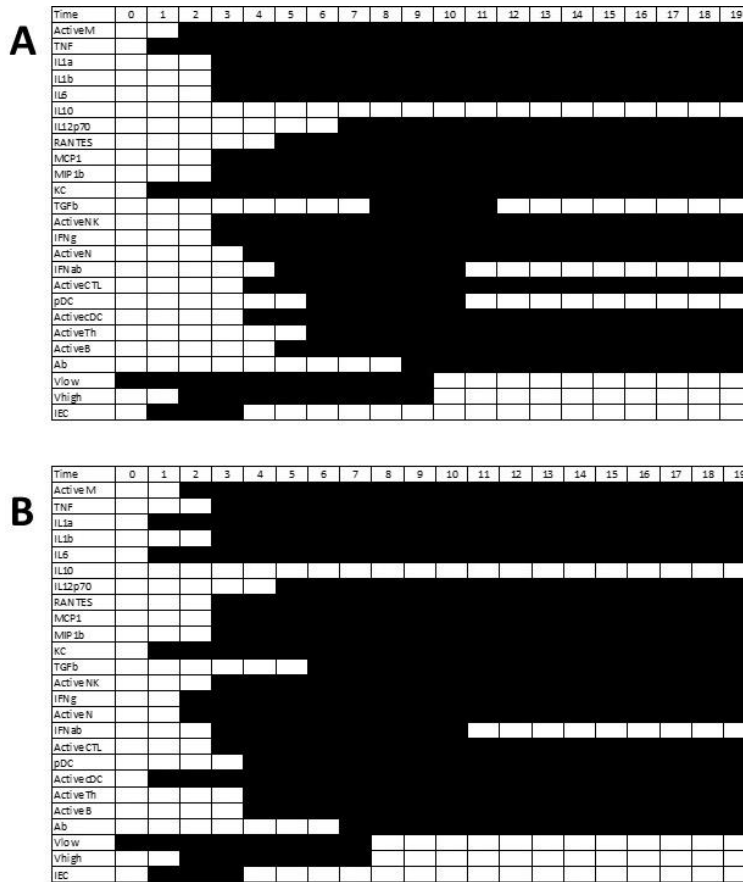 A
Time 0 1 2 3 4 5 6 7 8 9 10 11 12 13 14 15 16 17 18 19
ActiveM
TNF
IL1a
IL1b
IL6
IL10
IL12p70
RANTES
MCP1
MIP1b
KC
TGFb
ActiveNK
IFNg
ActiveN
IFNab
ActiveCTL
pDC
ActivecDC
ActiveTh
ActiveB
Ab
Vlow
Vhigh
IEC
B
Time 0 1 2 3 4 5 6 7 8 9 10 11 12 13 14 15 16 17 18 19
ActiveM
TNF
IL1a
IL1b
IL6
IL10
IL12p70
RANTES
MCP1
MIP1b
KC
TGFb
ActiveNK
IFNg
ActiveN
IFNab
ActiveCTL
pDC
ActivecDC
ActiveTh
ActiveB
Ab
Vlow
Vhigh
IEC